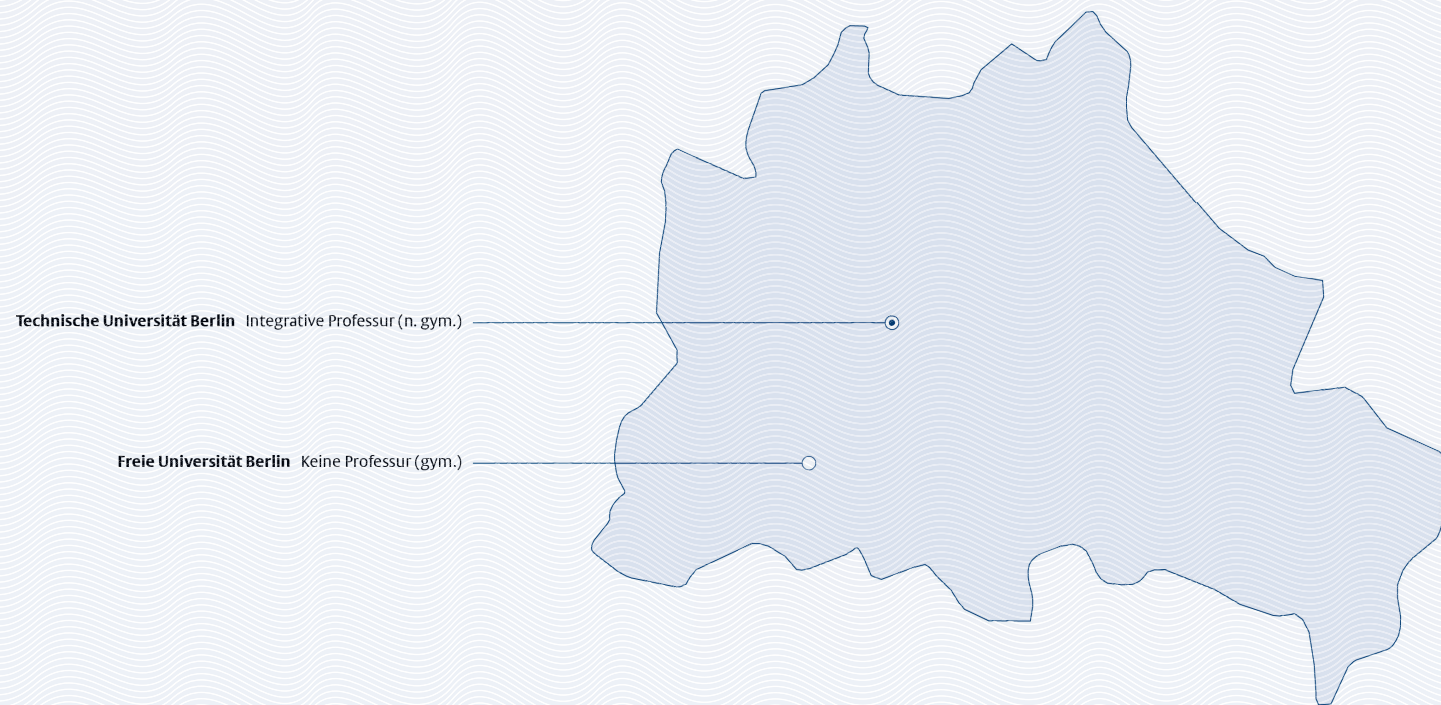 Technische Universität Berlin Integrative Professur (n. gym.)
Freie Universität Berlin Keine Professur (gym.)